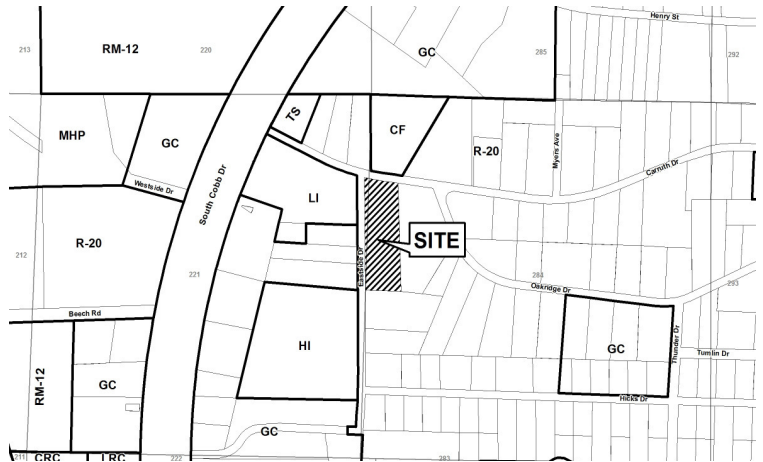 Henry St
213
RM-12
220
GC
285
292
TS
CF
MHP
GC
R-20
Myers Ave
Carruth Dr
Westside Dr
South Cobb Dr
LI
SITE
R-20
Eastside Dr
212
221
284
Oakridge Dr
293
Beech Rd
HI
GC
Thunder Dr
Tumlin Dr
RM-12
GC
Hicks Dr
GC
211
CRC
LRC
222
283